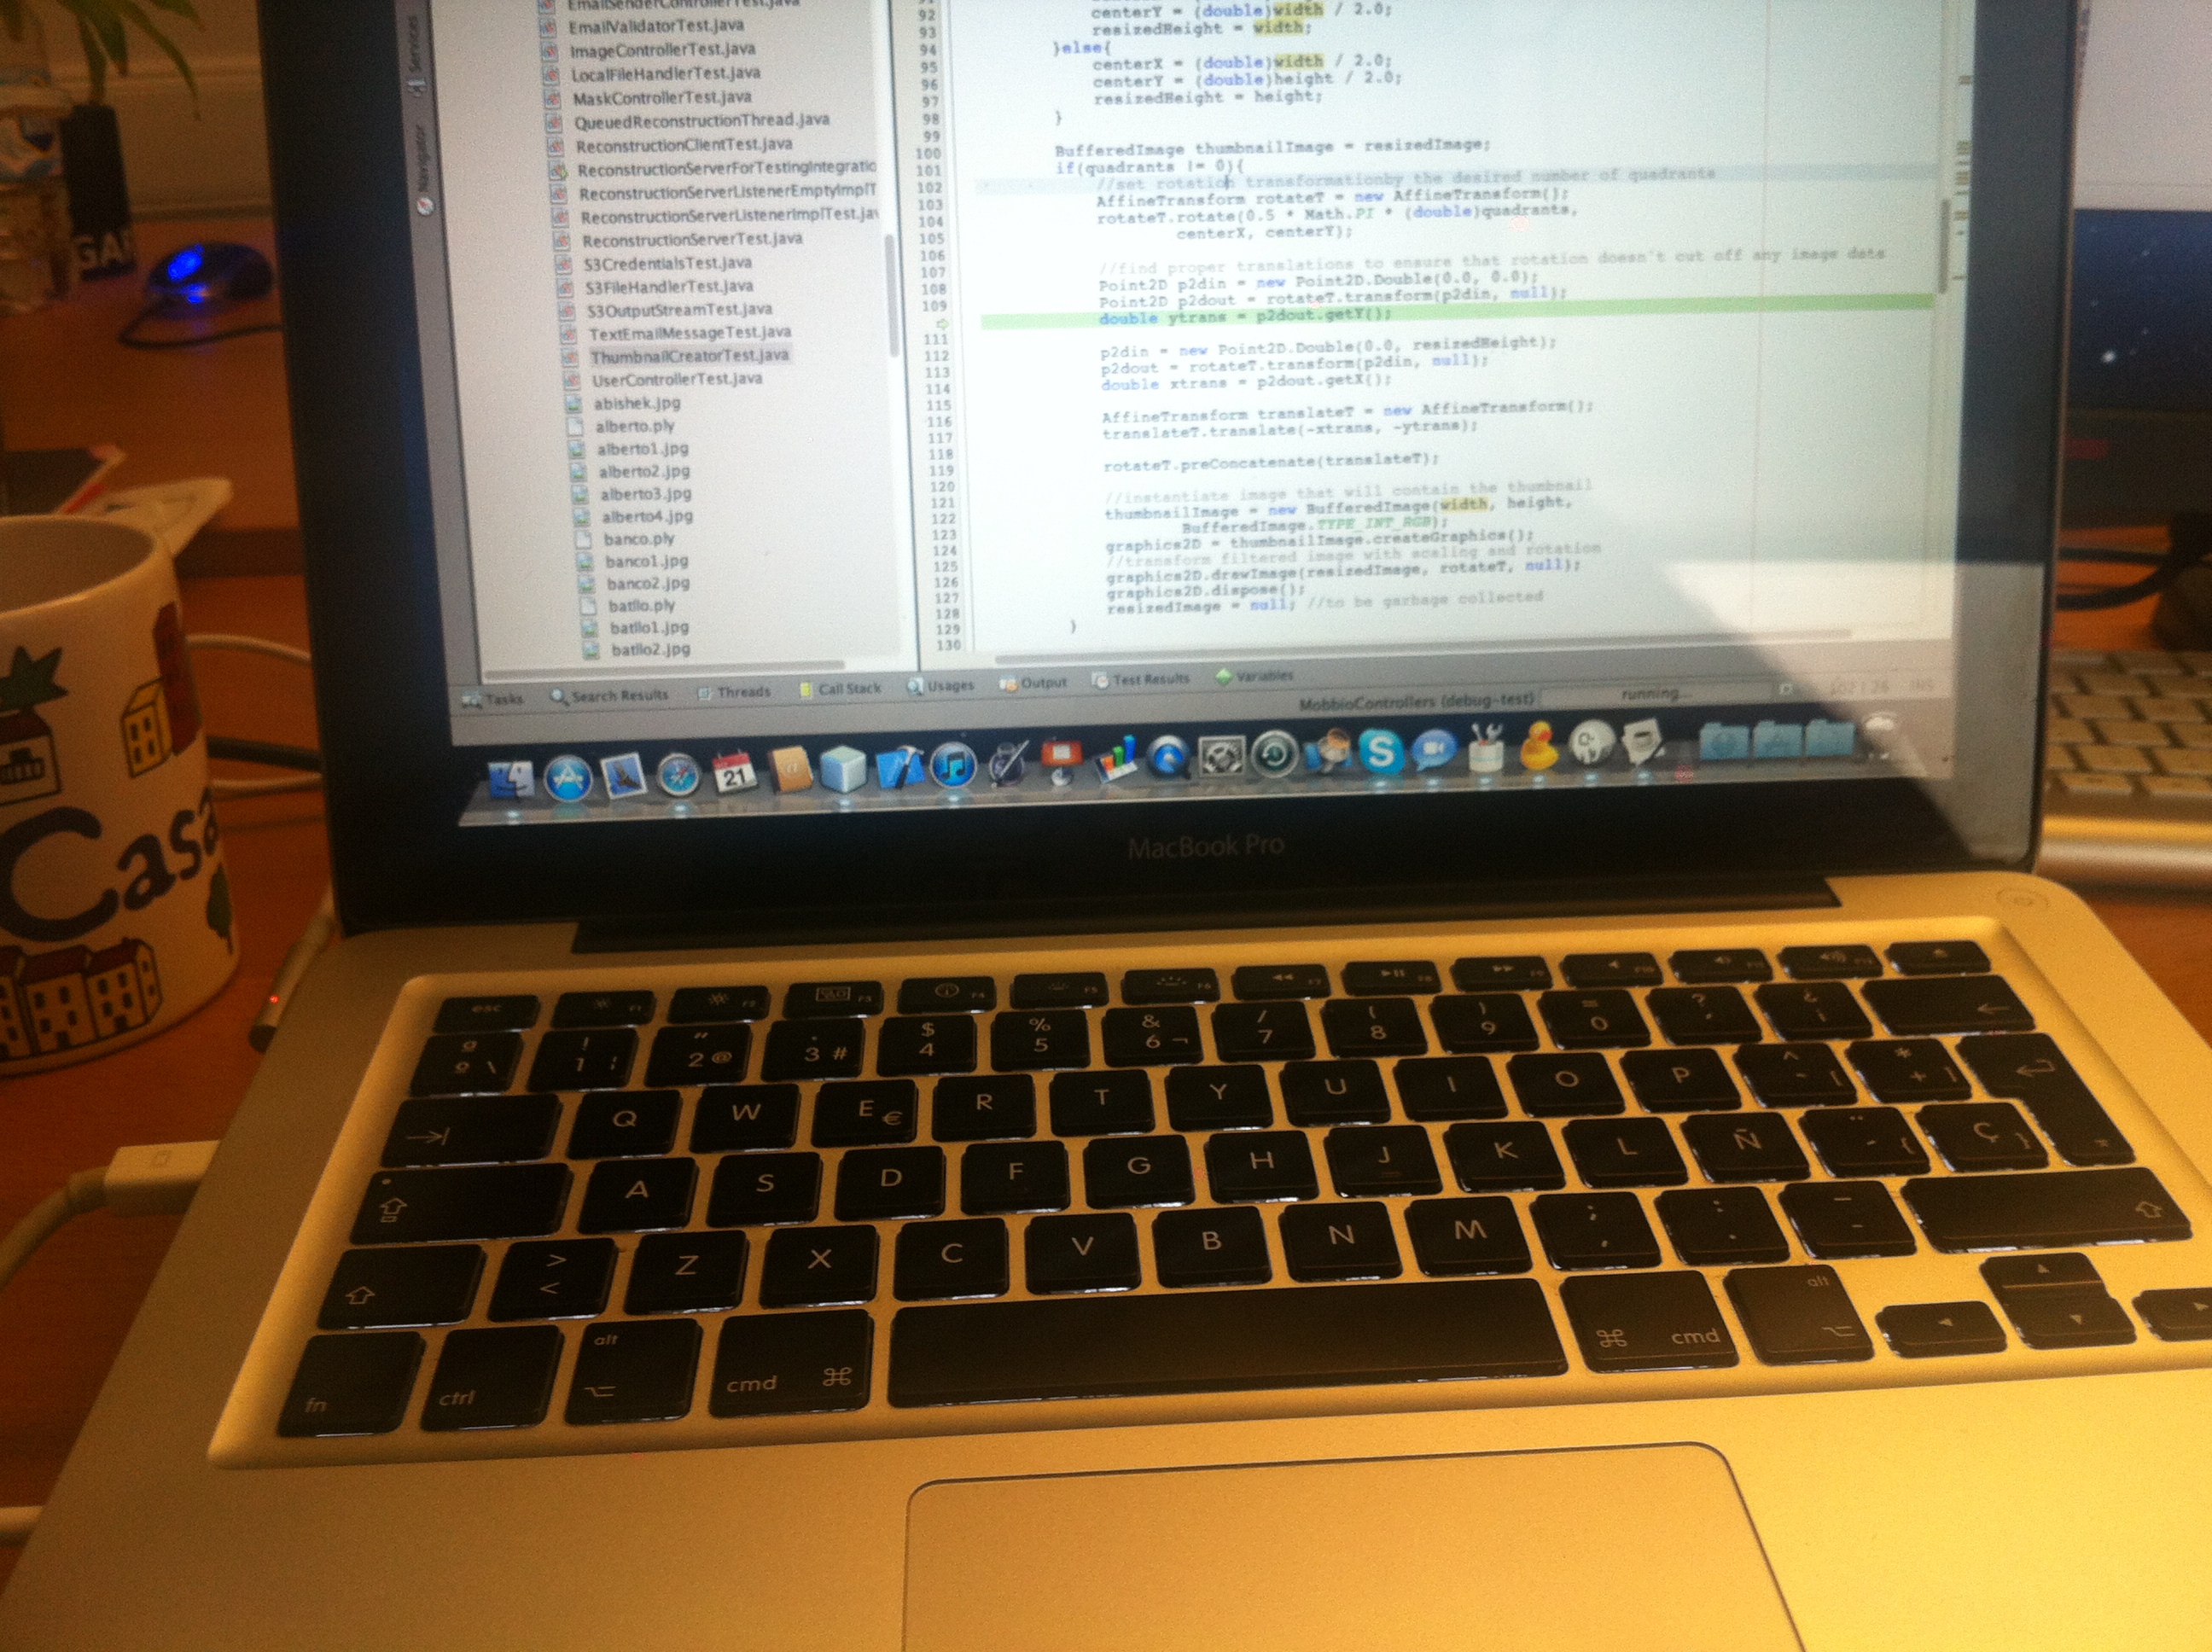 Services
Navigator
EmailSenderControllerTest.java
EmailValidatorTest.java
ImageControllerTest.java
LocalFileHandlerTest.java
MaskControllerTest.java
QueuedReconstructionThread.java
ReconstructionClientTest.java
ReconstructionServerForTestingIntegratio
ReconstructionServerListenerEmptyImplT
ReconstructionServerListenerImplTest.jav
ReconstructionServerTest.java
S3CredentialsTest.java
S3FileHandlerTest.java
S3OutputStreamTest.java
TextEmailMessageTest.java
ThumbnailCreatorTest.java
UserControllerTest.java
abishek.jpg
alberto.ply
alberto1.jpg
alberto2.jpg
alberto3.jpg
alberto4.jpg
banco.ply
banco1.jpg
banco2.jpg
batllo.ply
batllo1.jpg
batllo2.jpg
92 centerY = (double)width / 2.0;
93 resizedHeight = width;
94 }else{
95 centerX = (double)width / 2.0;
96 centerY = (double)height / 2.0;
97 resizedHeight = height;
98 }
99
100 BufferedImage thumbnailImage = resizedImage;
101 if(quadrants != 0){
102 //set rotation transformationby the desired number of quadrants
103 AffineTransform rotateT = new AffineTransform();
104 rotateT.rotate(0.5 * Math.PI * (double)quadrants,
105 centerX, centerY);
106
107 //find proper translations to ensure that rotation doesn't cut off any image data
108 Point2D p2din = new Point2D.Double(0.0, 0.0);
109 Point2D p2dout = rotateT.transform(p2din, null);
double ytrans = p2dout.getY();
111
112 p2din = new Point2D.Double(0.0, resizedHeight);
113 p2dout = rotateT.transform(p2din, null);
114 double xtrans = p2dout.getX();
115
116 AffineTransform translateT = new AffineTransform();
117 translateT.translate(-xtrans, -ytrans);
118
119 rotateT.preConcatenate(translateT);
120
121 //instantiate image that will contain the thumbnail
122 thumbnailImage = new BufferedImage(width, height,
123 BufferedImage.TYPE_INT_RGB);
124 graphics2D = thumbnailImage.createGraphics();
125 //transform filtered image with scaling and rotation
126 graphics2D.drawImage(resizedImage, rotateT, null);
127 graphics2D.dispose();
128 resizedImage = null; //to be garbage collected
129 }
130
Tasks Search Results Threads Call Stack Usages Output Test Results Variables
MobbioControllers (debug-test) running...
21
S
MacBook Pro
Casa
esc F1 F2 F3 F4 F5 F6 F7 F8 F9 F10 F11 F12
ª º \ ! 1 | " 2 @ · 3 # $ 4 % 5 & 6 ¬ / 7 ( 8 ) 9 = 0 ? ' ¿ ¡
Q W E € R T Y U I O P ^ ` [ * + ]
A S D F G H J K L Ñ ¨ ´ { Ç }
> < Z X C V B N M ; , : . _ -
fn ctrl alt cmd ⌘ ⌘ cmd alt